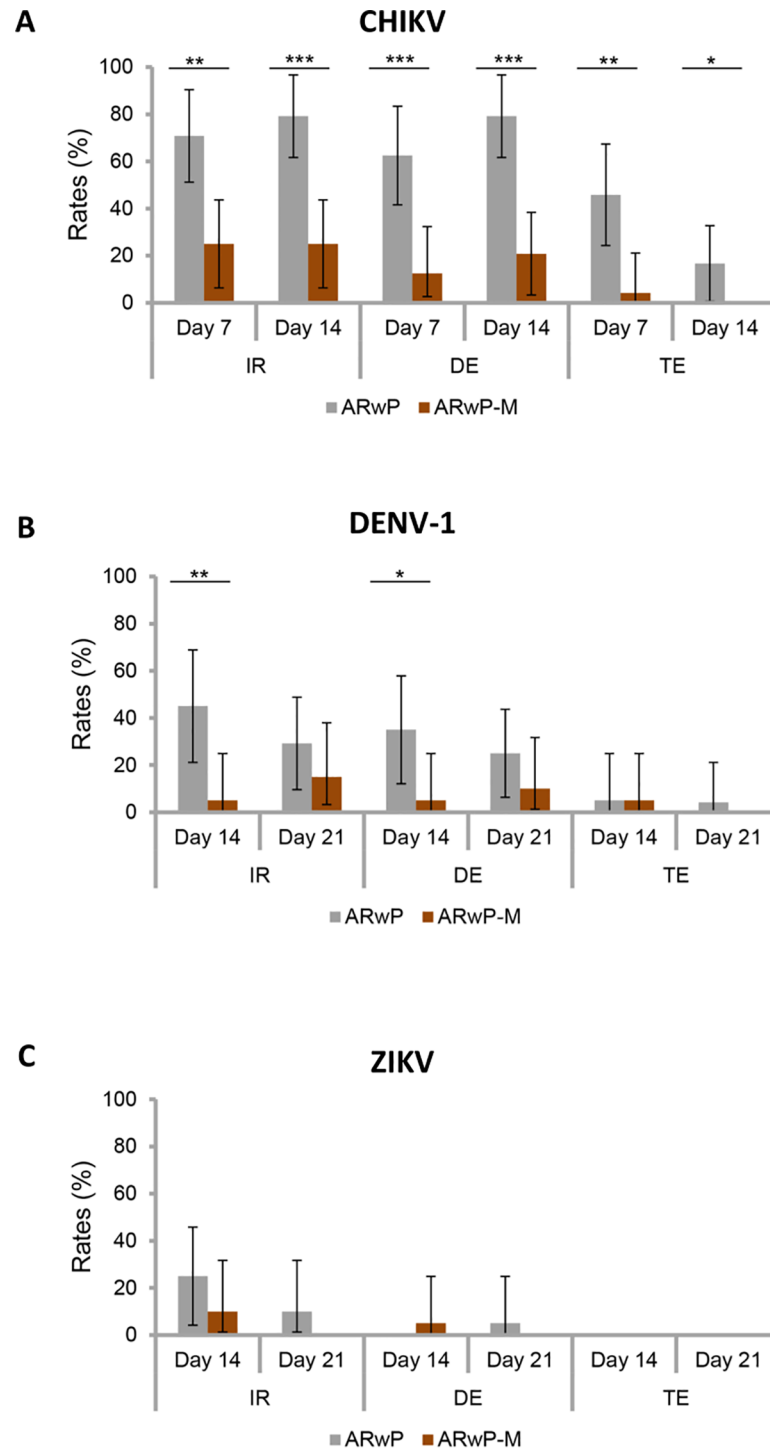 A
CHIKV
** *** *** *** ** *
100
80
60
40
20
0
Rates (%)
Day 7 Day 14 Day 7 Day 14 Day 7 Day 14
IR DE TE
ARwP ARwP-M
B
DENV-1
** *
100
80
60
40
20
0
Rates (%)
Day 14 Day 21 Day 14 Day 21 Day 14 Day 21
IR DE TE
ARwP ARwP-M
C
ZIKV
100
80
60
40
20
0
Rates (%)
Day 14 Day 21 Day 14 Day 21 Day 14 Day 21
IR DE TE
ARwP ARwP-M